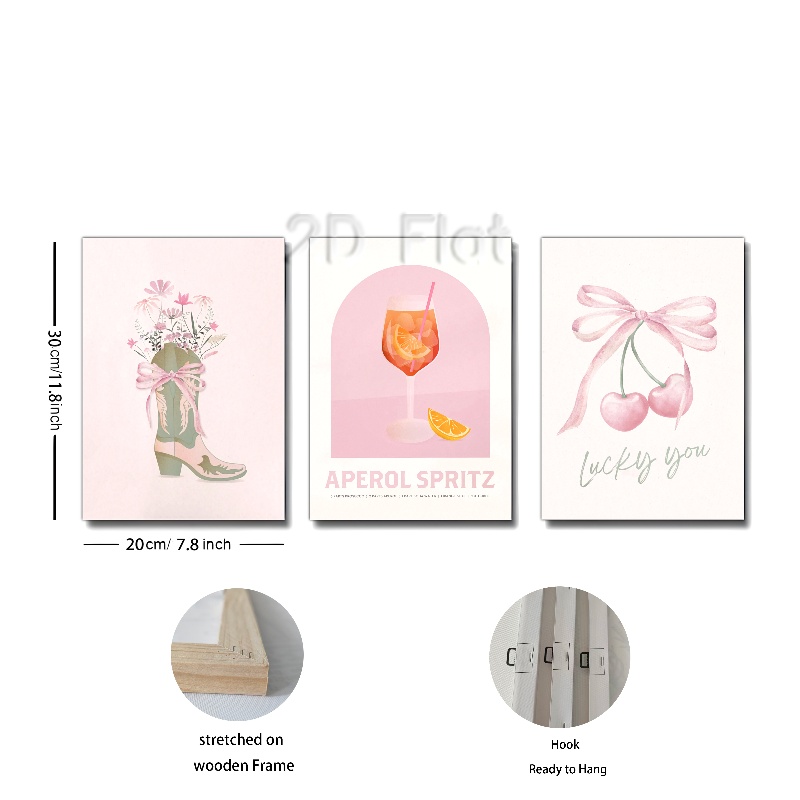 2D Flat
30cm/11.8inch
APEROL SPRITZ
Lucky you
20cm/ 7.8 inch
stretched on
wooden Frame
Hook
Ready to Hang